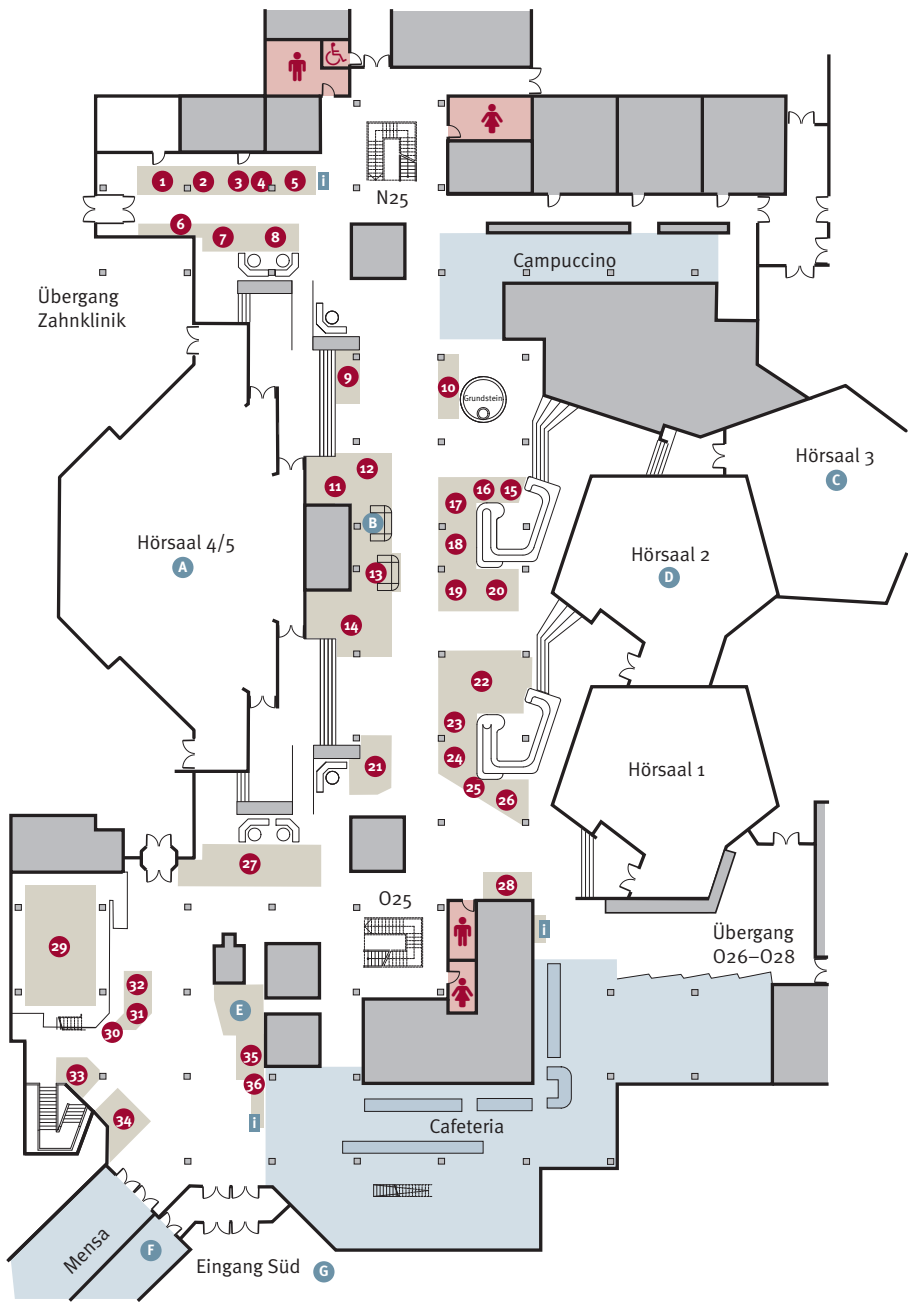 1
2
3
4
5
i
N25
6
7
8
Campuccino
Übergang
Zahnklinik
9
10
Grundstein
12
11
Hörsaal 3
C
16
15
17
B
18
Hörsaal 4/5
A
Hörsaal 2
D
13
19
20
14
22
23
24
21
25
26
Hörsaal 1
27
28
O25
i
Übergang
O26–O28
29
32
31
30
E
35
36
33
34
i
Cafeteria
Mensa
F
Eingang Süd
G